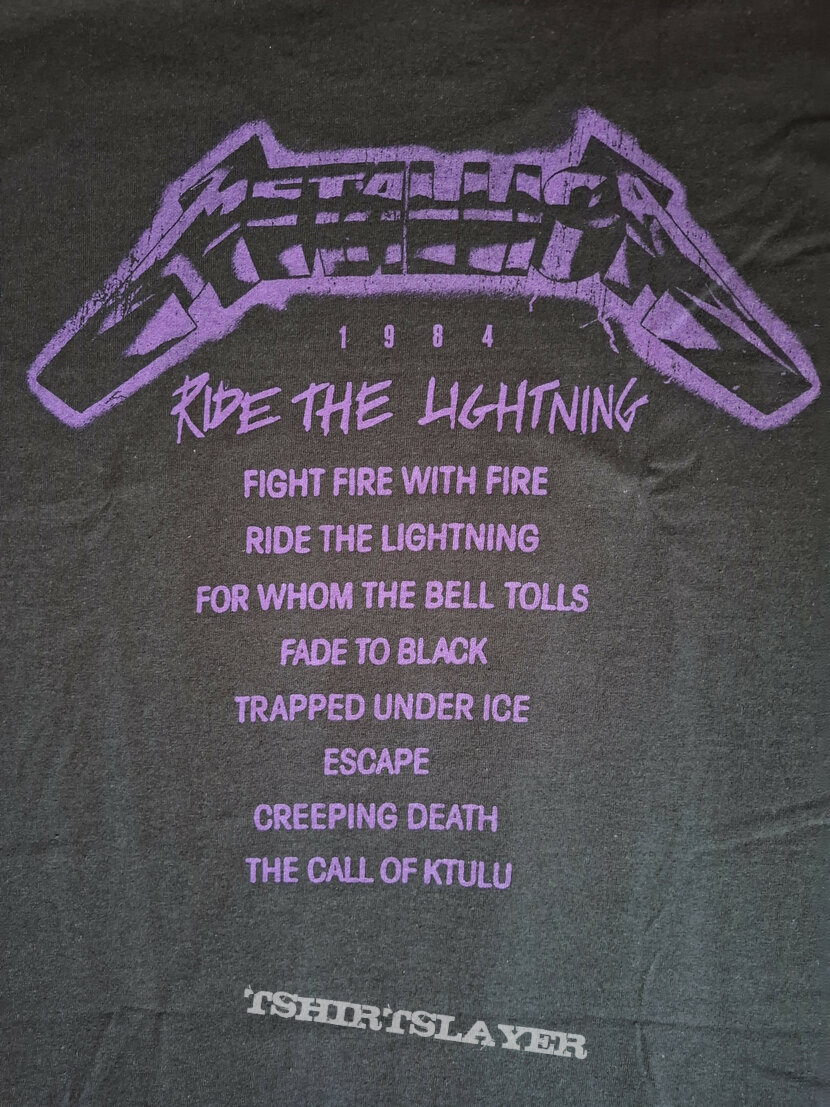 METALLICA
1984
RIDE THE LIGHTNING
FIGHT FIRE WITH FIRE
RIDE THE LIGHTNING
FOR WHOM THE BELL TOLLS
FADE TO BLACK
TRAPPED UNDER ICE
ESCAPE
CREEPING DEATH
THE CALL OF KTULU
TSHIRTSLAYER